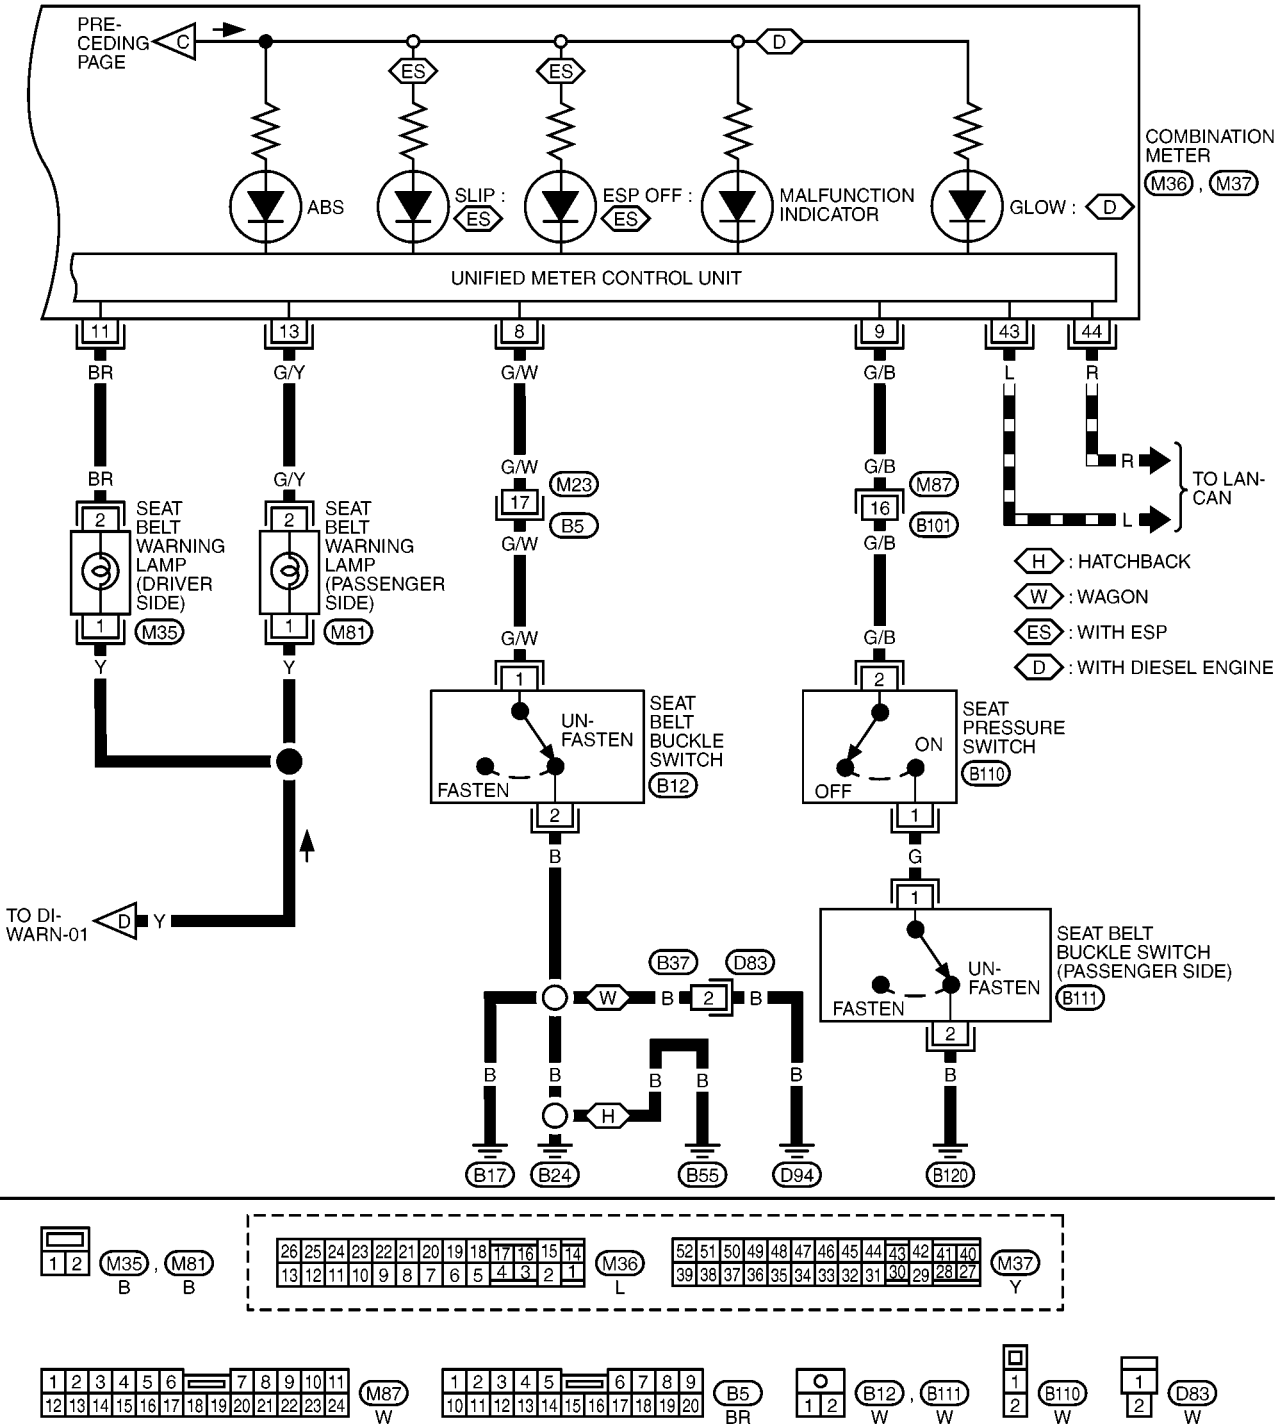 PRE-
CEDING
PAGE
C
D
ES
ES
ABS
SLIP :
ES
ESP OFF :
ES
MALFUNCTION
INDICATOR
GLOW : D
COMBINATION
METER
M36 , M37
UNIFIED METER CONTROL UNIT
11 13 8 9 43 44
BR G/Y G/W G/B L R
BR G/Y G/W G/B
R
L
TO LAN-
CAN
M23
17
B5
G/W
M87
16
B101
G/B
2
SEAT
BELT
WARNING
LAMP
(DRIVER
SIDE)
1
M35
2
SEAT
BELT
WARNING
LAMP
(PASSENGER
SIDE)
1
M81
H : HATCHBACK
W : WAGON
ES : WITH ESP
D : WITH DIESEL ENGINE
Y Y G/W G/B
1
UN-
FASTEN
FASTEN
SEAT
BELT
BUCKLE
SWITCH
B12
2
B
2
ON
OFF
SEAT
PRESSURE
SWITCH
B110
1
G
TO DI-
WARN-01
D Y
1
UN-
FASTEN
FASTEN
SEAT BELT
BUCKLE SWITCH
(PASSENGER SIDE)
B111
2
B37 D83
W B 2 B
B B B B B B
H
B17 B24 B55 D94 B120
1 2
M35 , M81
B B
26 25 24 23 22 21 20 19 18 17 16 15 14
13 12 11 10 9 8 7 6 5 4 3 2 1
M36
L
52 51 50 49 48 47 46 45 44 43 42 41 40
39 38 37 36 35 34 33 32 31 30 29 28 27
M37
Y
1 2 3 4 5 6 7 8 9 10 11
12 13 14 15 16 17 18 19 20 21 22 23 24
M87
W
1 2 3 4 5 6 7 8 9
10 11 12 13 14 15 16 17 18 19 20
B5
BR
1 2
B12 , B111
W W
1
2
B110
W
1
2
D83
W